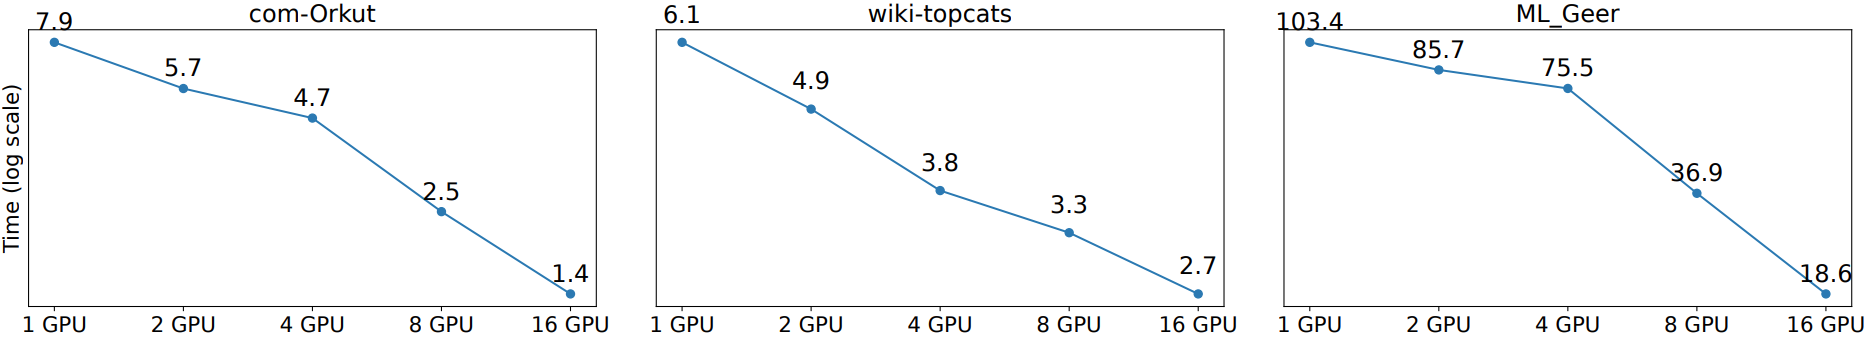 com-Orkut
7.9
5.7
4.7
2.5
1.4
Time (log scale)
1 GPU 2 GPU 4 GPU 8 GPU 16 GPU
wiki-topcats
6.1
4.9
3.8
3.3
2.7
1 GPU 2 GPU 4 GPU 8 GPU 16 GPU
ML_Geer
103.4
85.7
75.5
36.9
18.6
1 GPU 2 GPU 4 GPU 8 GPU 16 GPU